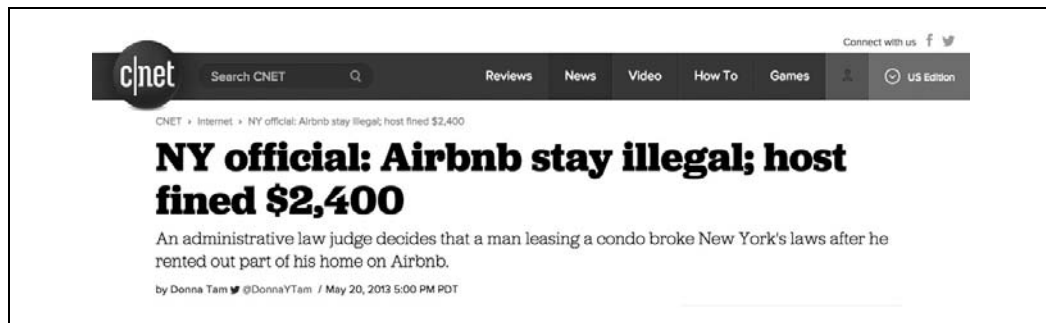 Connect with us
c|net Search CNET Reviews News Video How To Games US Edition
CNET › Internet › NY official: Airbnb stay illegal; host fined $2,400
NY official: Airbnb stay illegal; host
fined $2,400
An administrative law judge decides that a man leasing a condo broke New York's laws after he
rented out part of his home on Airbnb.
by Donna Tam @DonnaYTam / May 20, 2013 5:00 PM PDT